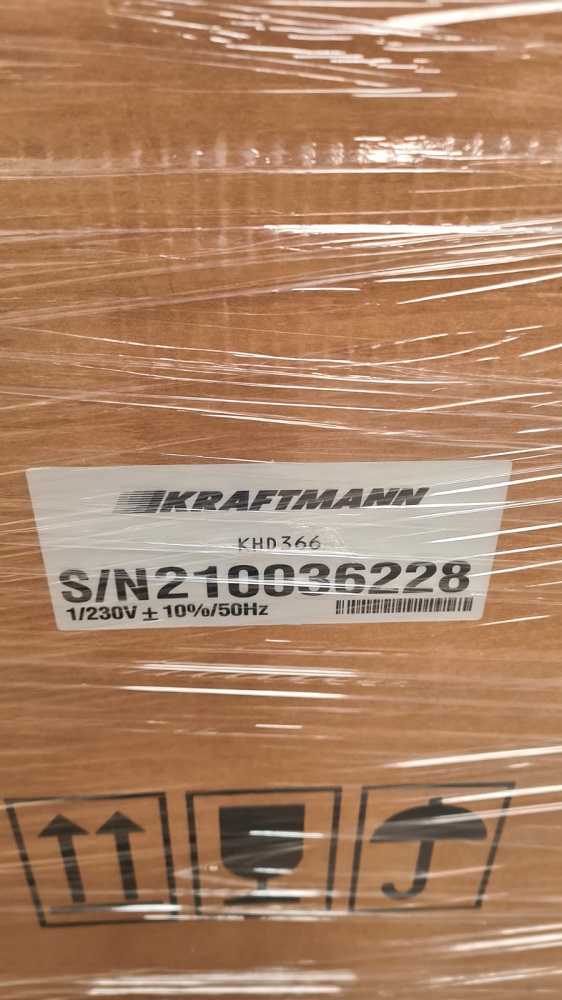 KRAFTMANN
KHD366
S/N210036228
1/230V ± 10%/50Hz